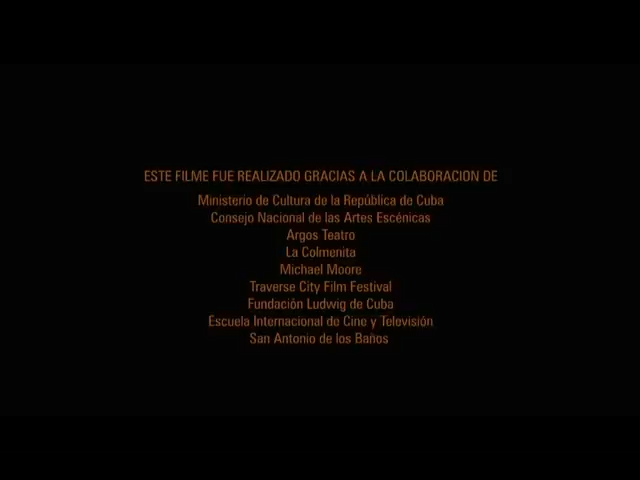 ESTE FILME FUE REALIZADO GRACIAS A LA COLABORACION DE
Ministerio de Cultura de la República de Cuba
Consejo Nacional de las Artes Escénicas
Argos Teatro
La Colmenita
Michael Moore
Traverse City Film Festival
Fundación Ludwig de Cuba
Escuela Internacional de Cine y Televisión
San Antonio de los Baños